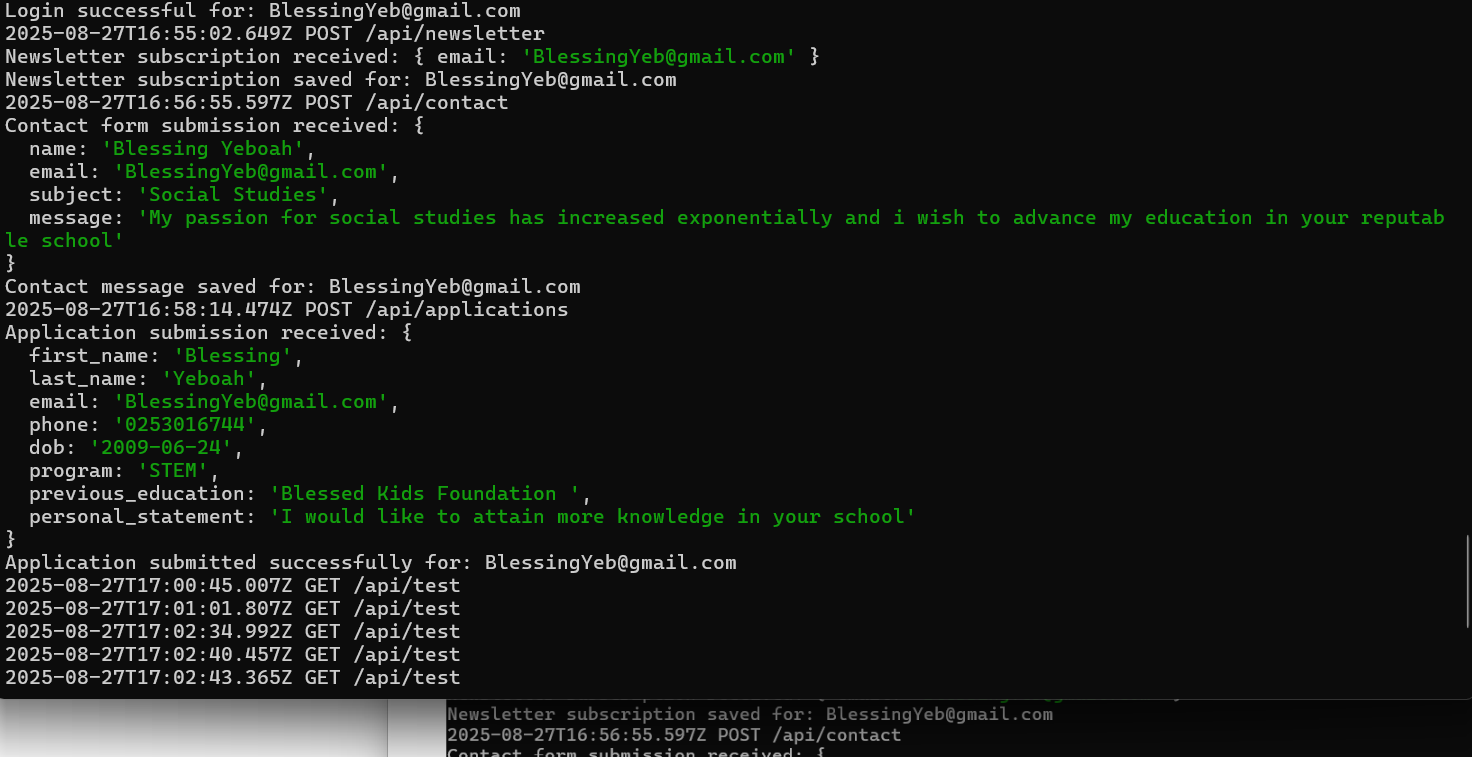 Login successful for: BlessingYeb@gmail.com
2025-08-27T16:55:02.649Z POST /api/newsletter
Newsletter subscription received: { email: 'BlessingYeb@gmail.com' }
Newsletter subscription saved for: BlessingYeb@gmail.com
2025-08-27T16:56:55.597Z POST /api/contact
Contact form submission received: {
  name: 'Blessing Yeboah',
  email: 'BlessingYeb@gmail.com',
  subject: 'Social Studies',
  message: 'My passion for social studies has increased exponentially and i wish to advance my education in your reputab
le school'
}
Contact message saved for: BlessingYeb@gmail.com
2025-08-27T16:58:14.474Z POST /api/applications
Application submission received: {
  first_name: 'Blessing',
  last_name: 'Yeboah',
  email: 'BlessingYeb@gmail.com',
  phone: '0253016744',
  dob: '2009-06-24',
  program: 'STEM',
  previous_education: 'Blessed Kids Foundation ',
  personal_statement: 'I would like to attain more knowledge in your school'
}
Application submitted successfully for: BlessingYeb@gmail.com
2025-08-27T17:00:45.007Z GET /api/test
2025-08-27T17:01:01.807Z GET /api/test
2025-08-27T17:02:34.992Z GET /api/test
2025-08-27T17:02:40.457Z GET /api/test
2025-08-27T17:02:43.365Z GET /api/test
Newsletter subscription saved for: BlessingYeb@gmail.com
2025-08-27T16:56:55.597Z POST /api/contact
Contact form submission received: {